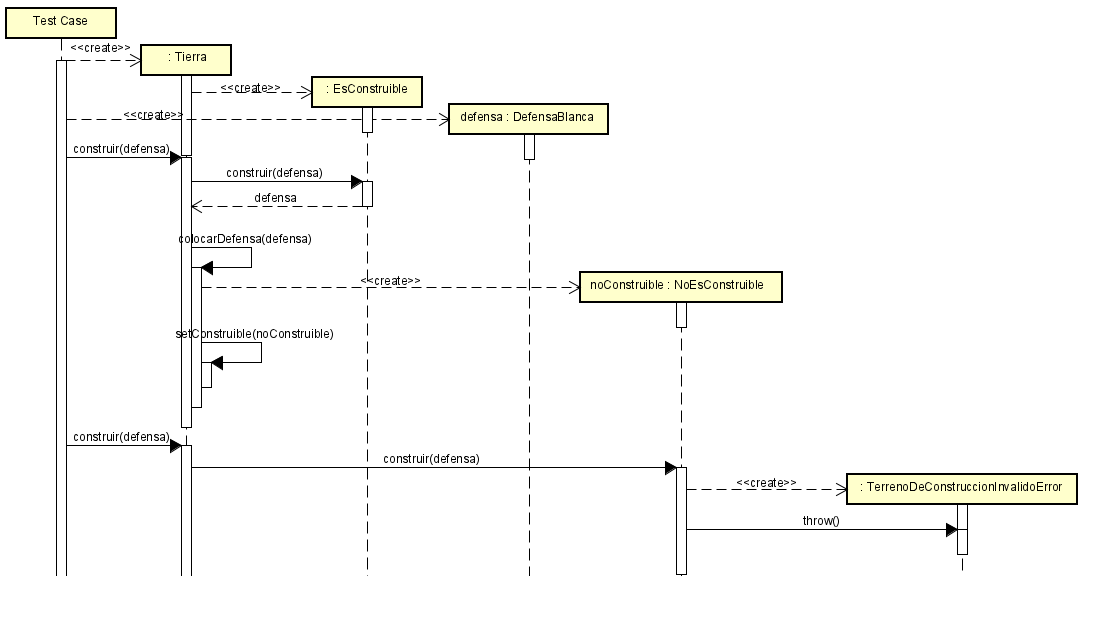 Test Case
<<create>>
: Tierra
<<create>>
: EsConstruible
<<create>>
defensa : DefensaBlanca
construir(defensa)
construir(defensa)
defensa
colocarDefensa(defensa)
<<create>>
noConstruible : NoEsConstruible
setConstruible(noConstruible)
construir(defensa)
construir(defensa)
<<create>>
: TerrenoDeConstruccionInvalidoError
throw()